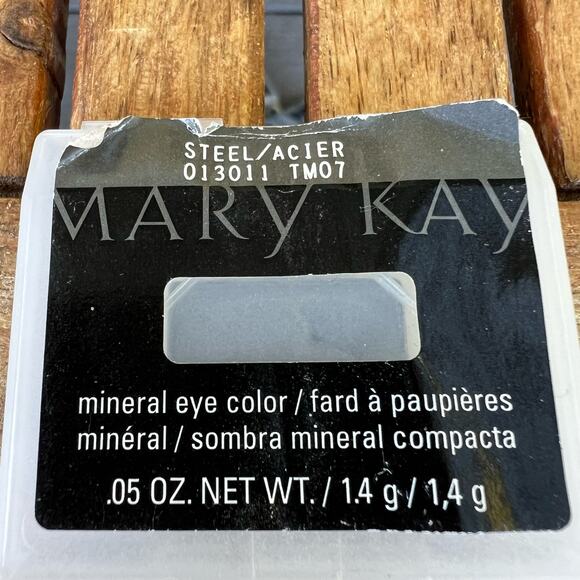 STEEL/ACIER
013011 TM07
MARY KAY
mineral eye color / fard à paupières
minéral / sombra mineral compacta
.05 OZ. NET WT. / 1.4 g / 1,4 g